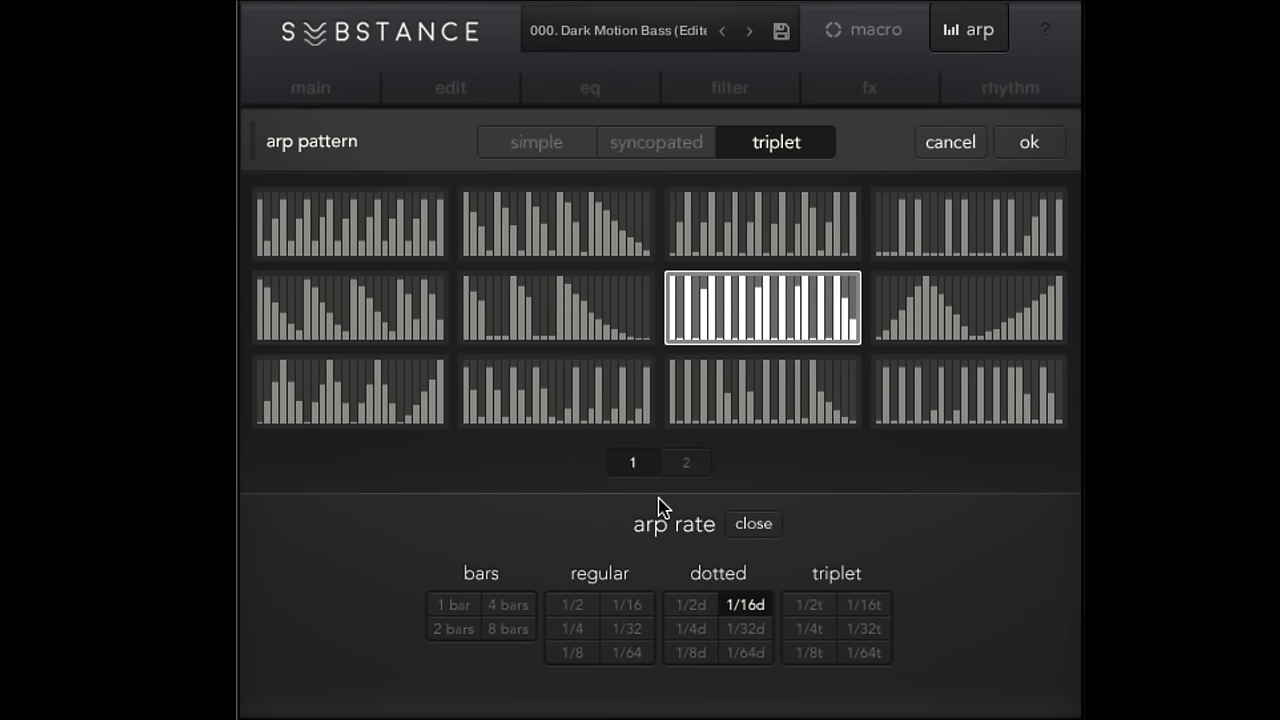 SUBSTANCE 000. Dark Motion Bass (Edite macro arp ?
main edit eq filter fx rhythm
arp pattern simple syncopated triplet cancel ok
1 2
arp rate close
bars regular dotted triplet
1 bar 4 bars 1/2 1/16 1/2d 1/16d 1/2t 1/16t
2 bars 8 bars 1/4 1/32 1/4d 1/32d 1/4t 1/32t
1/8 1/64 1/8d 1/64d 1/8t 1/64t